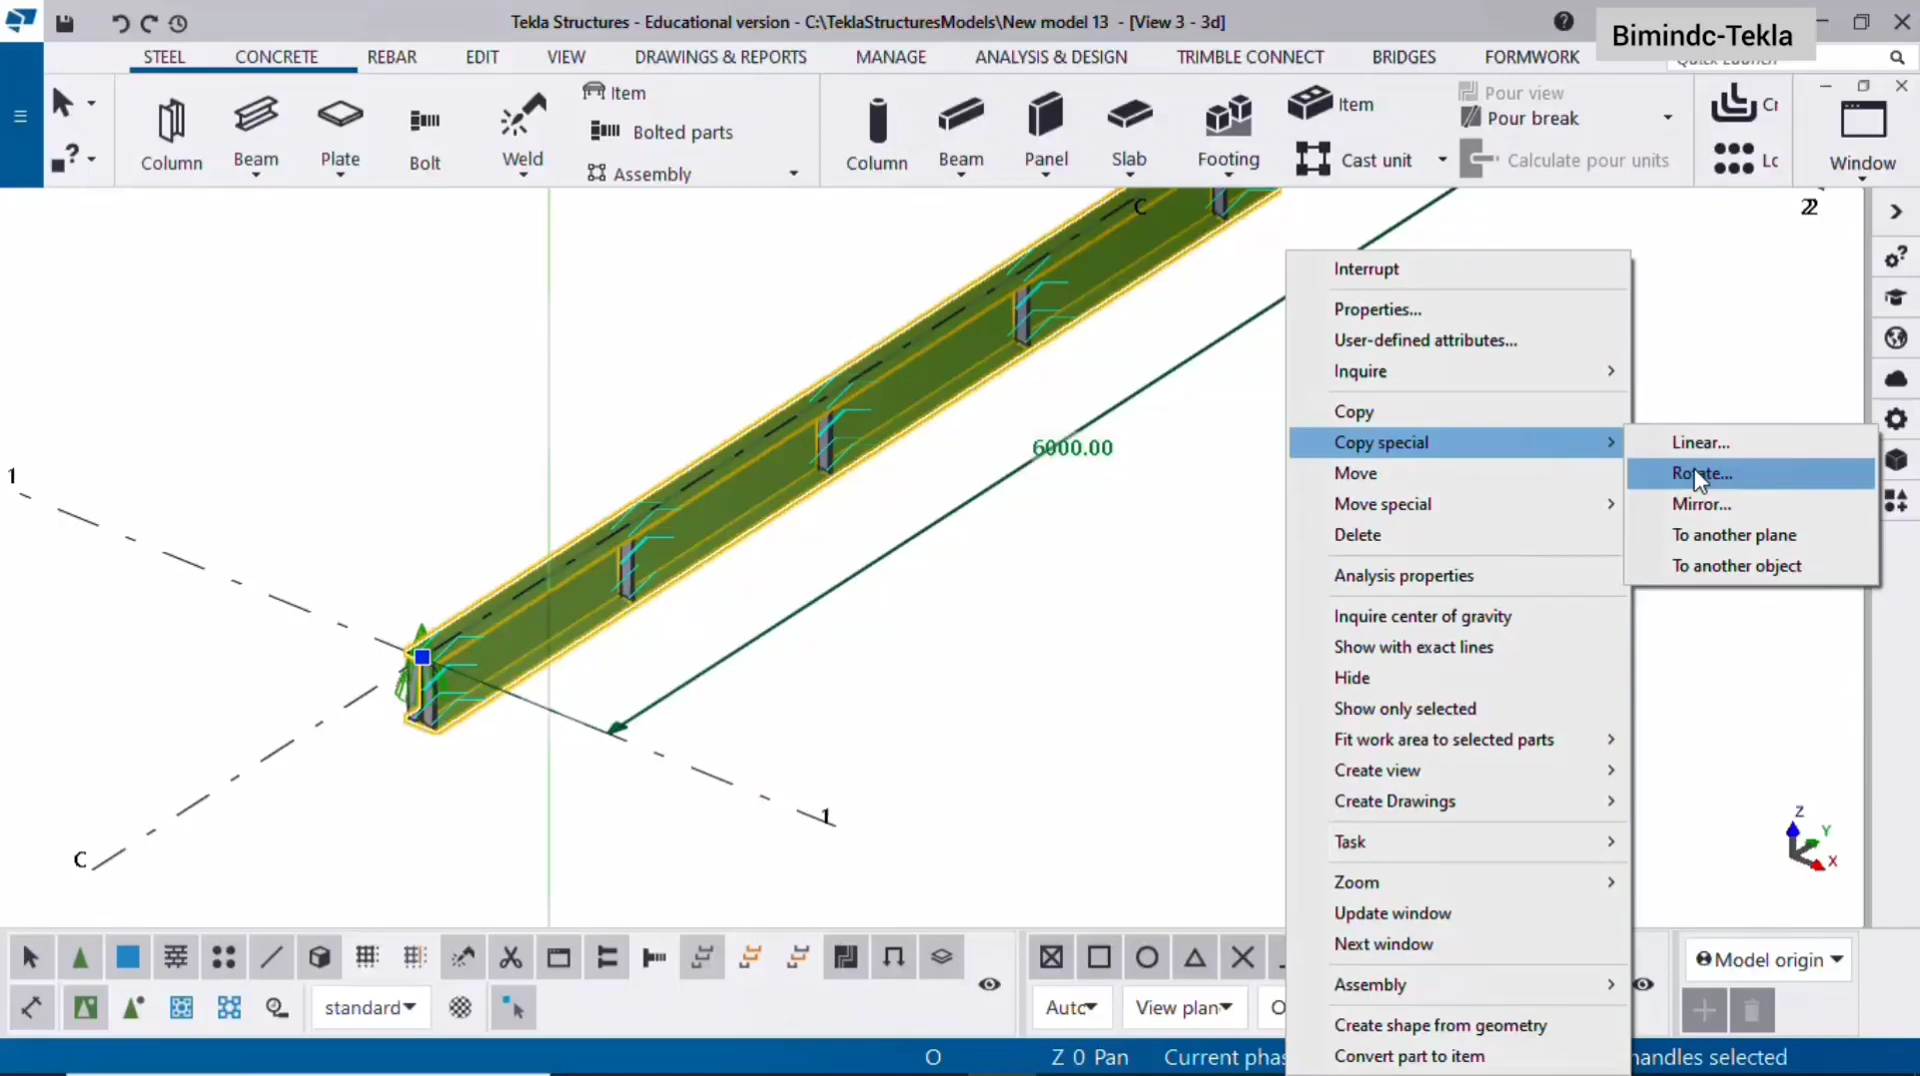 Tekla Structures - Educational version - C:\TeklaStructuresModels\New model 13 - [View 3 - 3d]
Bimindc-Tekla
STEEL CONCRETE REBAR EDIT VIEW DRAWINGS & REPORTS MANAGE ANALYSIS & DESIGN TRIMBLE CONNECT BRIDGES FORMWORK
Item
Bolted parts
Assembly
Column Beam Plate Bolt Weld
Column Beam Panel Slab Footing
Item
Cast unit
Pour view
Pour break
Calculate pour units
Cr
Lc
Window
C
22
6000.00
1
1
C
Interrupt
Properties...
User-defined attributes...
Inquire
Copy
Copy special
Move
Move special
Delete
Analysis properties
Inquire center of gravity
Show with exact lines
Hide
Show only selected
Fit work area to selected parts
Create view
Create Drawings
Task
Zoom
Update window
Next window
Assembly
Create shape from geometry
Convert part to item
Linear...
Rotate...
Mirror...
To another plane
To another object
Z
Y
X
Model origin
standard
Auto
View plan
O
O Z 0 Pan Current phas
handles selected